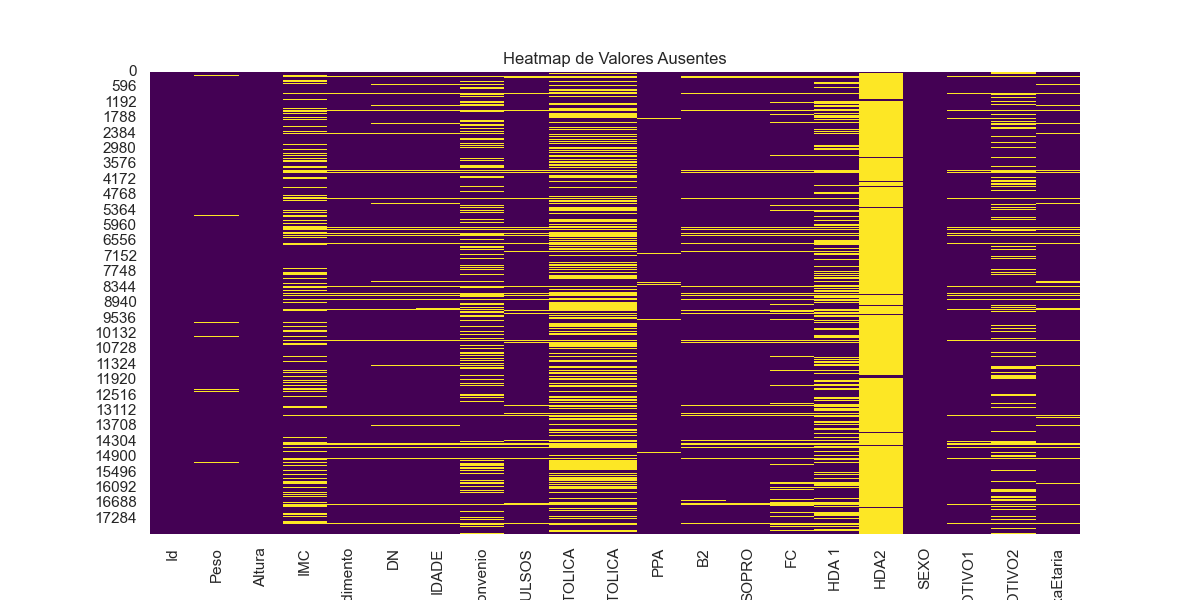 Heatmap de Valores Ausentes
0
596
1192
1788
2384
2980
3576
4172
4768
5364
5960
6556
7152
7748
8344
8940
9536
10132
10728
11324
11920
12516
13112
13708
14304
14900
15496
16092
16688
17284
Id
Peso
Altura
IMC
dimento
DN
IDADE
onvenio
ULSOS
TOLICA
TOLICA
PPA
B2
SOPRO
FC
HDA 1
HDA2
SEXO
OTIVO1
OTIVO2
aEtaria